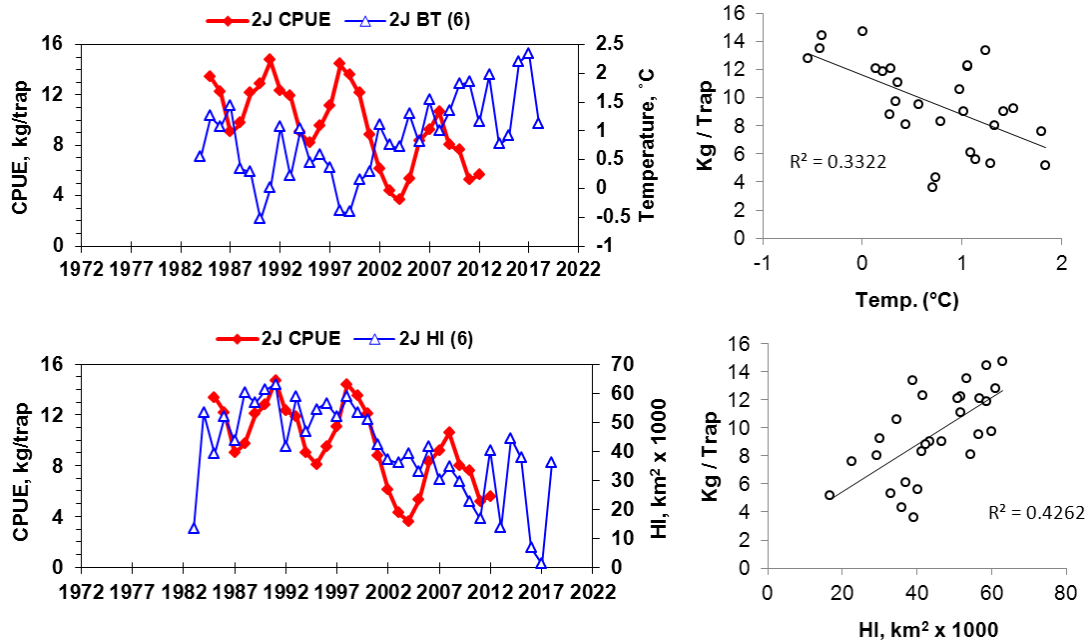 2J CPUE 2J BT (6)
CPUE, kg/trap
16
12
8
4
0
2.5
2
1.5
1
0.5
0
-0.5
-1
Temperature, ˚C
1972 1977 1982 1987 1992 1997 2002 2007 2012 2017 2022
Kg / Trap
16
14
12
10
8
6
4
2
0
R² = 0.3322
-1 0 1 2
Temp. (°C)
2J CPUE 2J HI (6)
CPUE, kg/trap
16
12
8
4
0
70
60
50
40
30
20
10
0
HI, km² x 1000
1972 1977 1982 1987 1992 1997 2002 2007 2012 2017 2022
Kg / Trap
16
14
12
10
8
6
4
2
0
R² = 0.4262
0 20 40 60 80
HI, km² x 1000